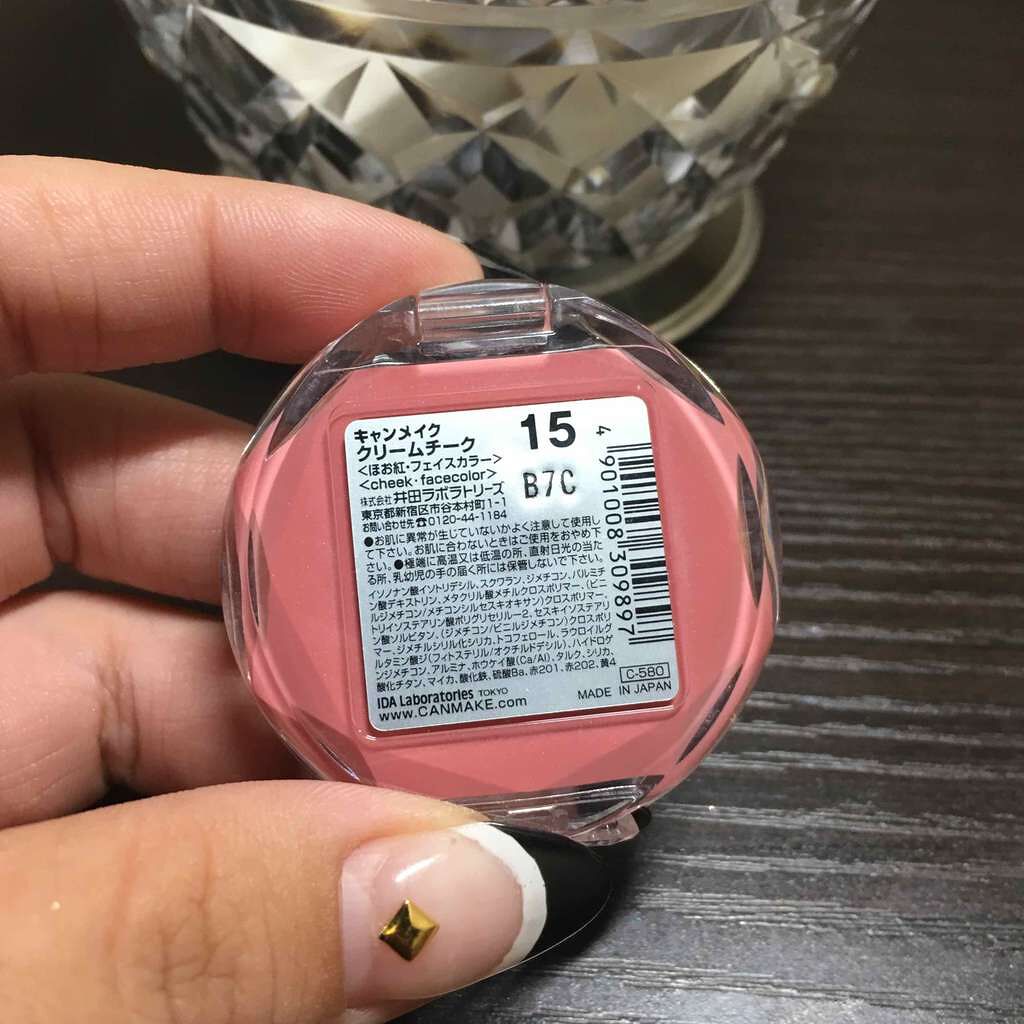 キャンメイク
クリームチーク
<ほお紅・フェイスカラー>
<cheek・facecolor>
株式会社 井田ラボラトリーズ
東京都新宿区市谷本村町1-1
お問い合わせ先☎0120-44-1184
15
B7C
4 901008 309897
●お肌に異常が生じていないかよく注意して使用し
て下さい。お肌に合わないときはご使用をおやめ下
さい。●極端に高温又は低温の所、直射日光の当た
る所、乳幼児の手の届く所には保管しないで下さい。
イソノナン酸イソトリデシル、スクワラン、ジメチコン、パルミチ
ン酸デキストリン、メタクリル酸メチルクロスポリマー、(ビニ
ルジメチコン/メチコンシルセスキオキサン)クロスポリマー、
トリイソステアリン酸ポリグリセリル-2、セスキイソステアリ
ン酸ソルビタン、(ジメチコン/ビニルジメチコン)クロスポリ
マー、ジメチルシリル化シリカ、トコフェロール、ラウロイルグ
ルタミン酸ジ(フィトステリル/オクチルドデシル)、ハイドロゲ
ンジメチコン、アルミナ、ホウケイ酸(Ca/Al)、タルク、シリカ、
酸化チタン、マイカ、酸化鉄、硫酸Ba、赤201、赤202、黄4
C-580
IDA Laboratories TOKYO
MADE IN JAPAN
www.CANMAKE.com